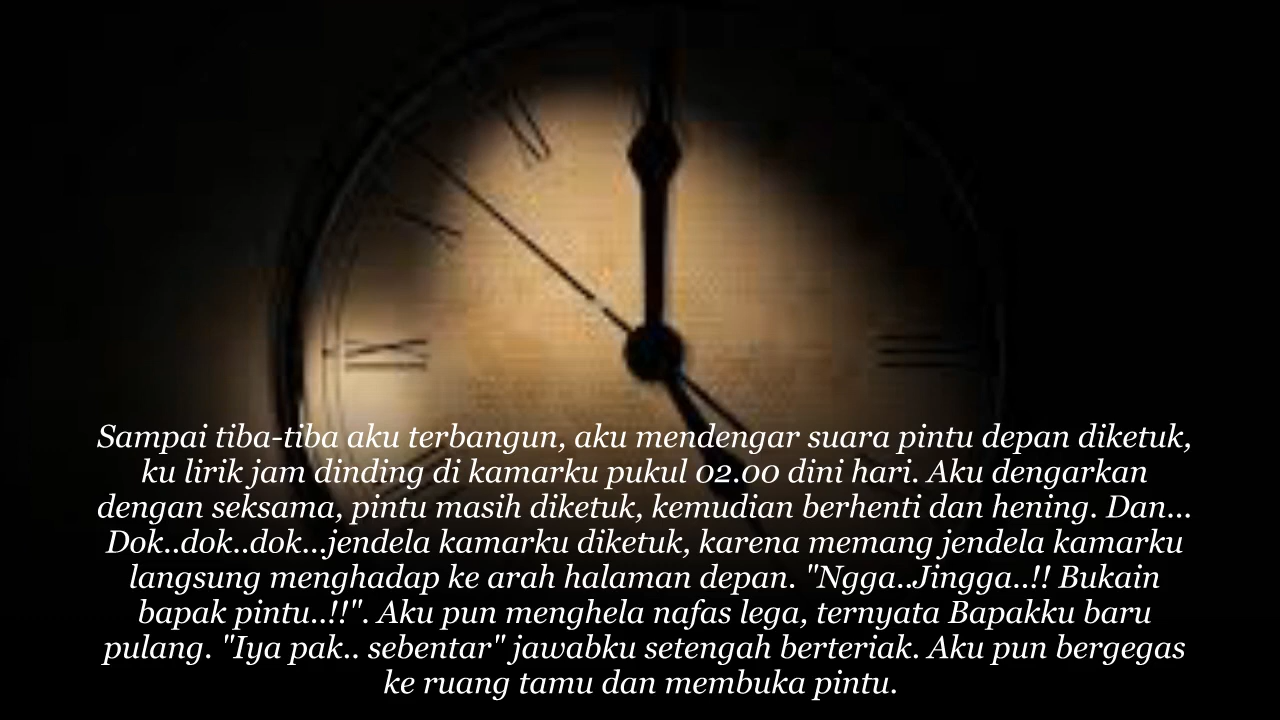 Sampai tiba-tiba aku terbangun, aku mendengar suara pintu depan diketuk,
ku lirik jam dinding di kamarku pukul 02.00 dini hari. Aku dengarkan
dengan seksama, pintu masih diketuk, kemudian berhenti dan hening. Dan...
Dok..dok..dok...jendela kamarku diketuk, karena memang jendela kamarku
langsung menghadap ke arah halaman depan. "Ngga..Jingga..!! Bukain
bapak pintu..!!". Aku pun menghela nafas lega, ternyata Bapakku baru
pulang. "Iya pak.. sebentar" jawabku setengah berteriak. Aku pun bergegas
ke ruang tamu dan membuka pintu.